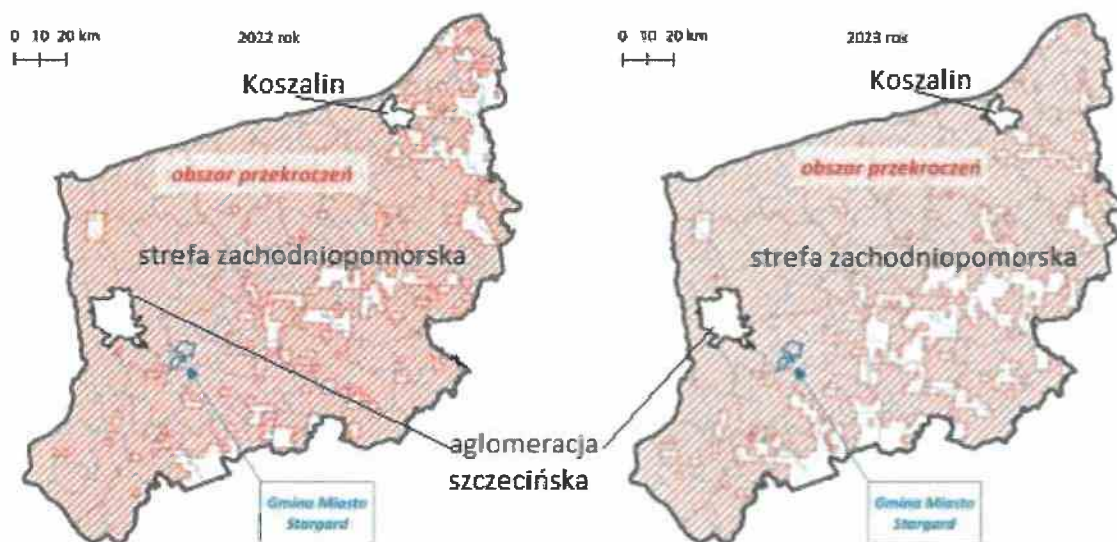 0 10 20 km
2022 rok
Koszalin
obszar przekroczeń
strefa zachodniopomorska
Gmina Miasto
Stargard
aglomeracja
szczecińska
0 10 20 km
2023 rok
Koszalin
obszar przekroczeń
strefa zachodniopomorska
Gmina Miasto
Stargard